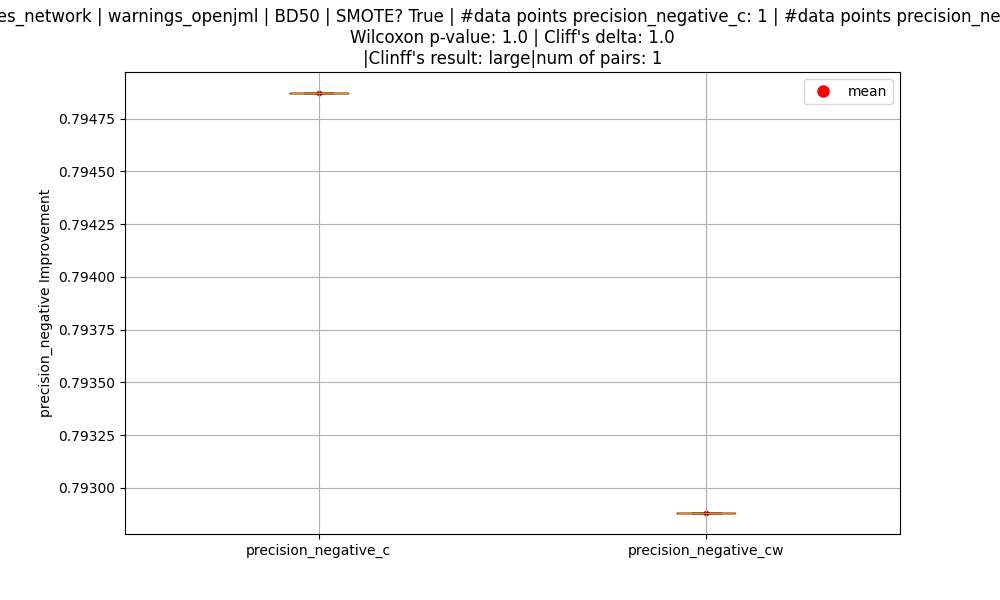 es_network | warnings_openjml | BD50 | SMOTE? True | #data points precision_negative_c: 1 | #data points precision_ne
Wilcoxon p-value: 1.0 | Cliff's delta: 1.0
|Clinff's result: large|num of pairs: 1
mean
0.79475
0.79450
0.79425
0.79400
0.79375
0.79350
0.79325
0.79300
precision_negative Improvement
precision_negative_c
precision_negative_cw